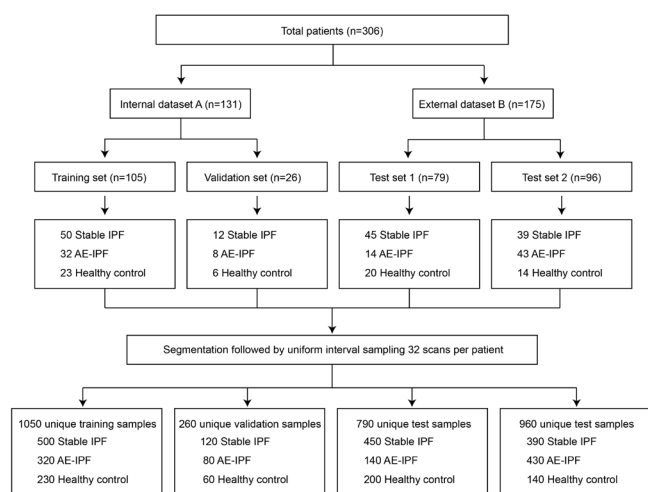 Total patients (n=306)
Internal dataset A (n=131)
External dataset B (n=175)
Training set (n=105)
Validation set (n=26)
Test set 1 (n=79)
Test set 2 (n=96)
50 Stable IPF
32 AE-IPF
23 Healthy control
12 Stable IPF
8 AE-IPF
6 Healthy control
45 Stable IPF
14 AE-IPF
20 Healthy control
39 Stable IPF
43 AE-IPF
14 Healthy control
Segmentation followed by uniform interval sampling 32 scans per patient
1050 unique training samples
500 Stable IPF
320 AE-IPF
230 Healthy control
260 unique validation samples
120 Stable IPF
80 AE-IPF
60 Healthy control
790 unique test samples
450 Stable IPF
140 AE-IPF
200 Healthy control
960 unique test samples
390 Stable IPF
430 AE-IPF
140 Healthy control